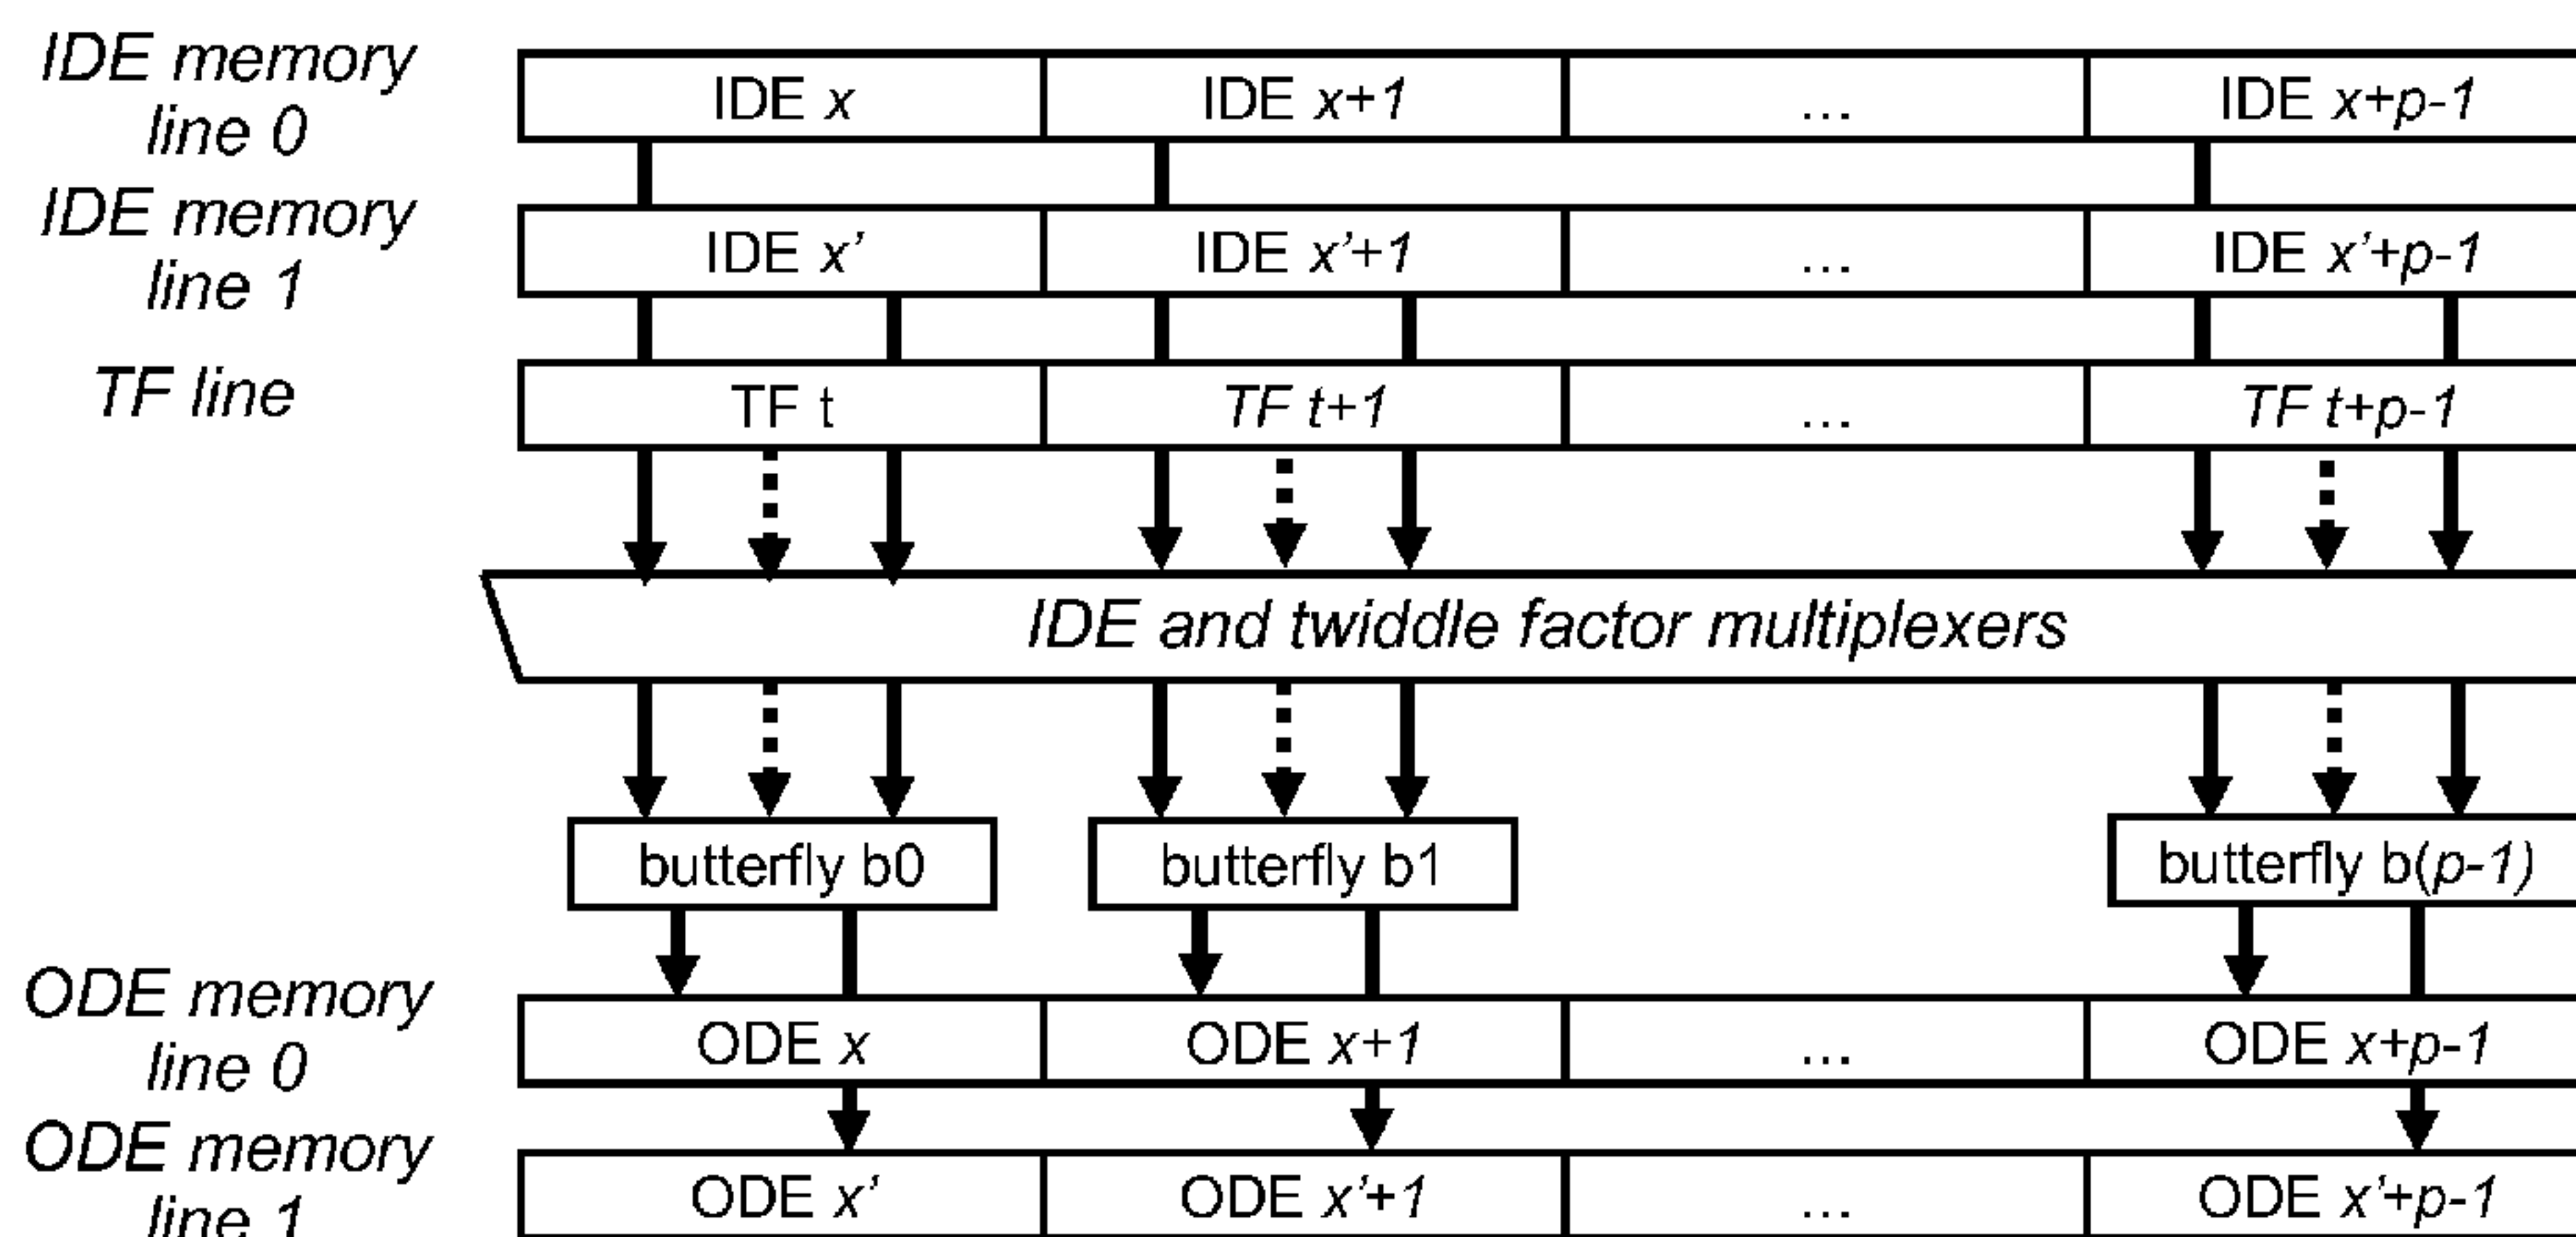 IDE memory
line 0
IDE x
IDE x+1
...
IDE x+p-1
IDE memory
line 1
IDE x’
IDE x’+1
...
IDE x’+p-1
TF line
TF t
TF t+1
...
TF t+p-1
IDE and twiddle factor multiplexers
butterfly b0
butterfly b1
butterfly b(p-1)
ODE memory
line 0
ODE x
ODE x+1
...
ODE x+p-1
ODE memory
line 1
ODE x’
ODE x’+1
...
ODE x’+p-1